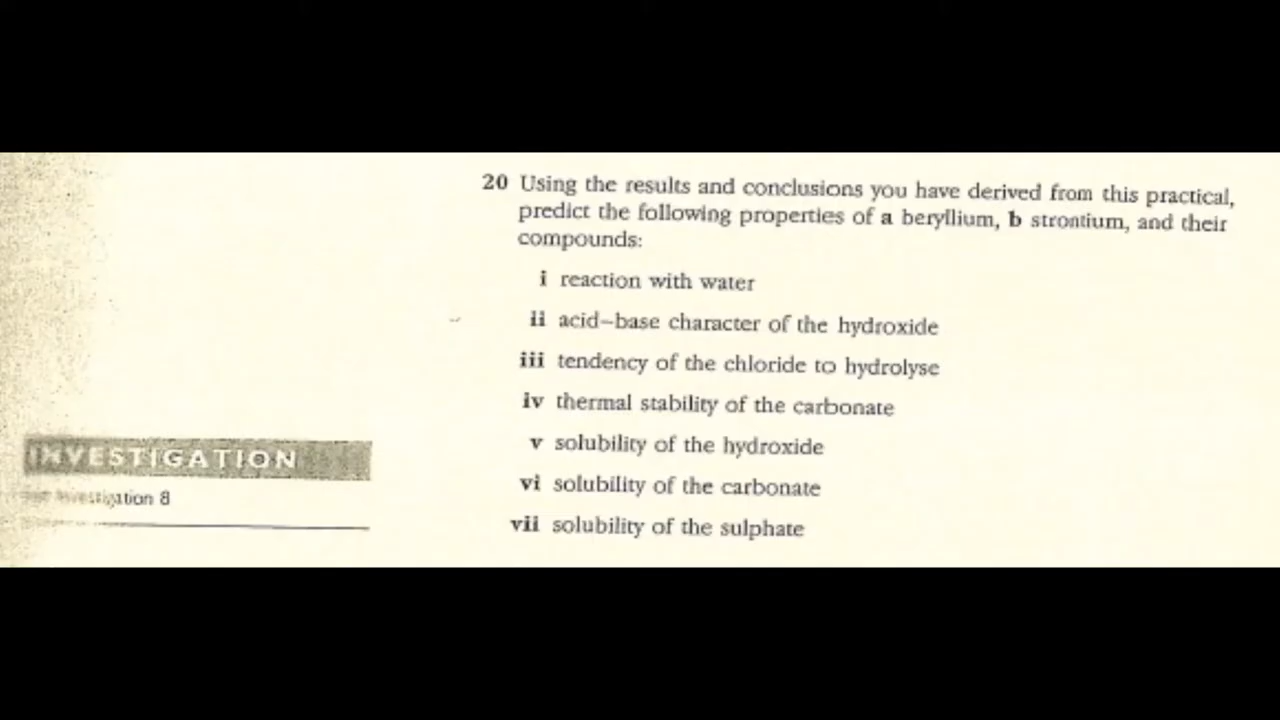 20 Using the results and conclusions you have derived from this practical,
predict the following properties of a beryllium, b strontium, and their
compounds:
i reaction with water
ii acid–base character of the hydroxide
iii tendency of the chloride to hydrolyse
iv thermal stability of the carbonate
v solubility of the hydroxide
vi solubility of the carbonate
vii solubility of the sulphate
INVESTIGATION
8